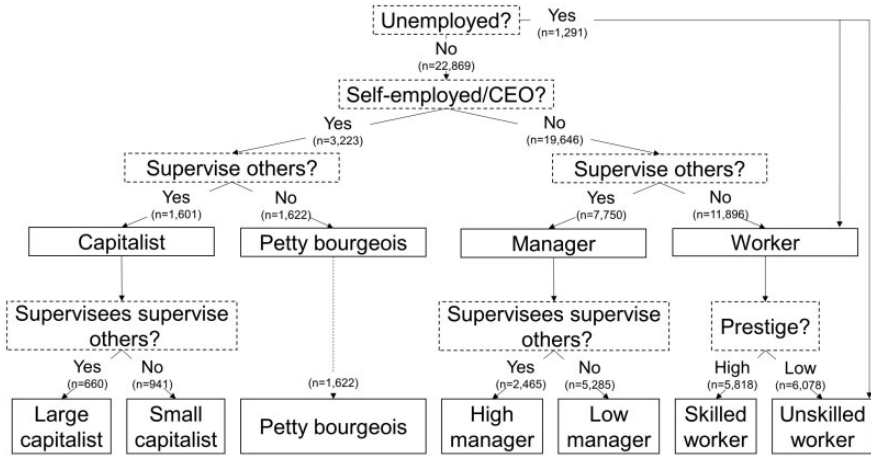 Unemployed?
Yes
(n=1,291)
No
(n=22,869)
Self-employed/CEO?
Yes
(n=3,223)
No
(n=19,646)
Supervise others?
Supervise others?
Yes
(n=1,601)
No
(n=1,622)
Yes
(n=7,750)
No
(n=11,896)
Capitalist
Petty bourgeois
Manager
Worker
Supervisees supervise
others?
Supervisees supervise
others?
Prestige?
Yes
(n=660)
No
(n=941)
(n=1,622)
Yes
(n=2,465)
No
(n=5,285)
High
(n=5,818)
Low
(n=6,078)
Large
capitalist
Small
capitalist
Petty bourgeois
High
manager
Low
manager
Skilled
worker
Unskilled
worker